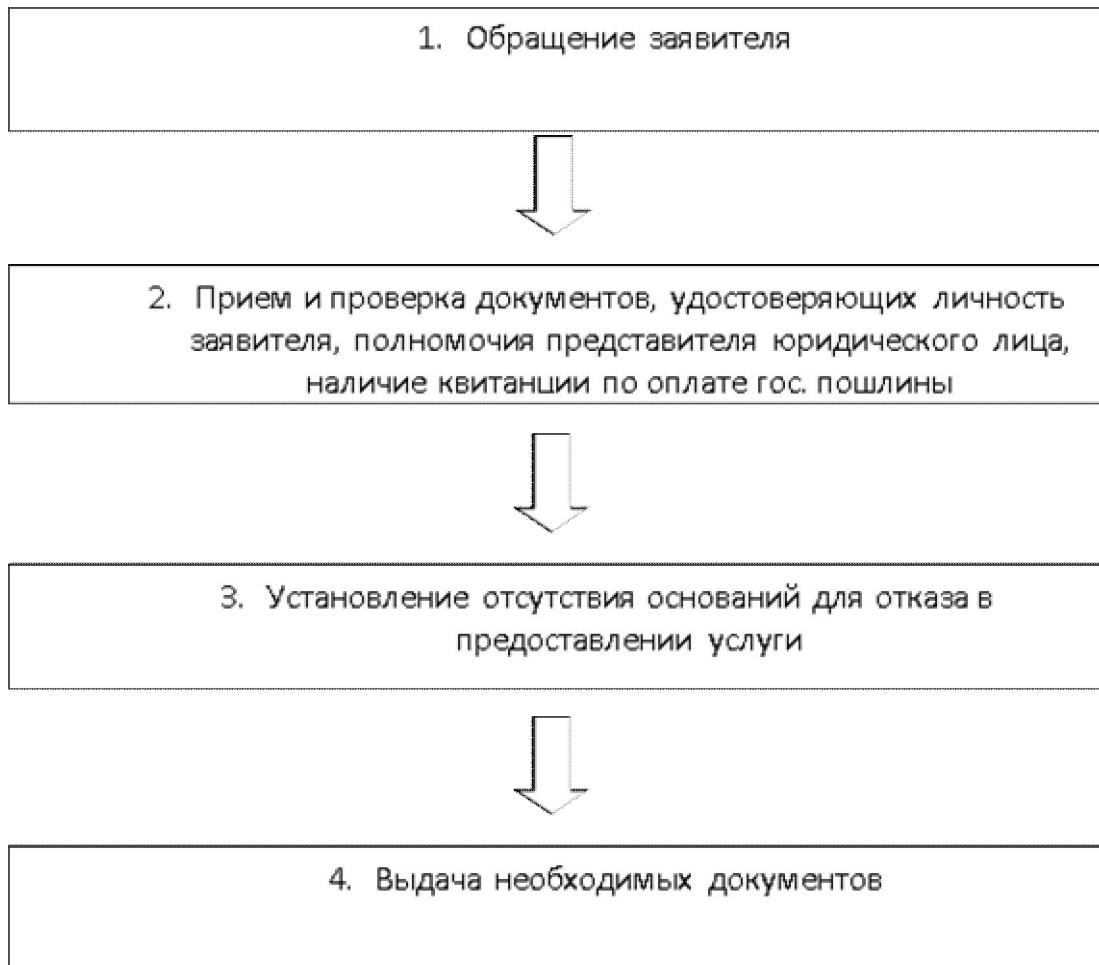 1. Обращение заявителя
2. Прием и проверка документов, удостоверяющих личность
заявителя, полномочия представителя юридического лица,
наличие квитанции по оплате гос. пошлины
3. Установление отсутствия оснований для отказа в
предоставлении услуги
4. Выдача необходимых документов